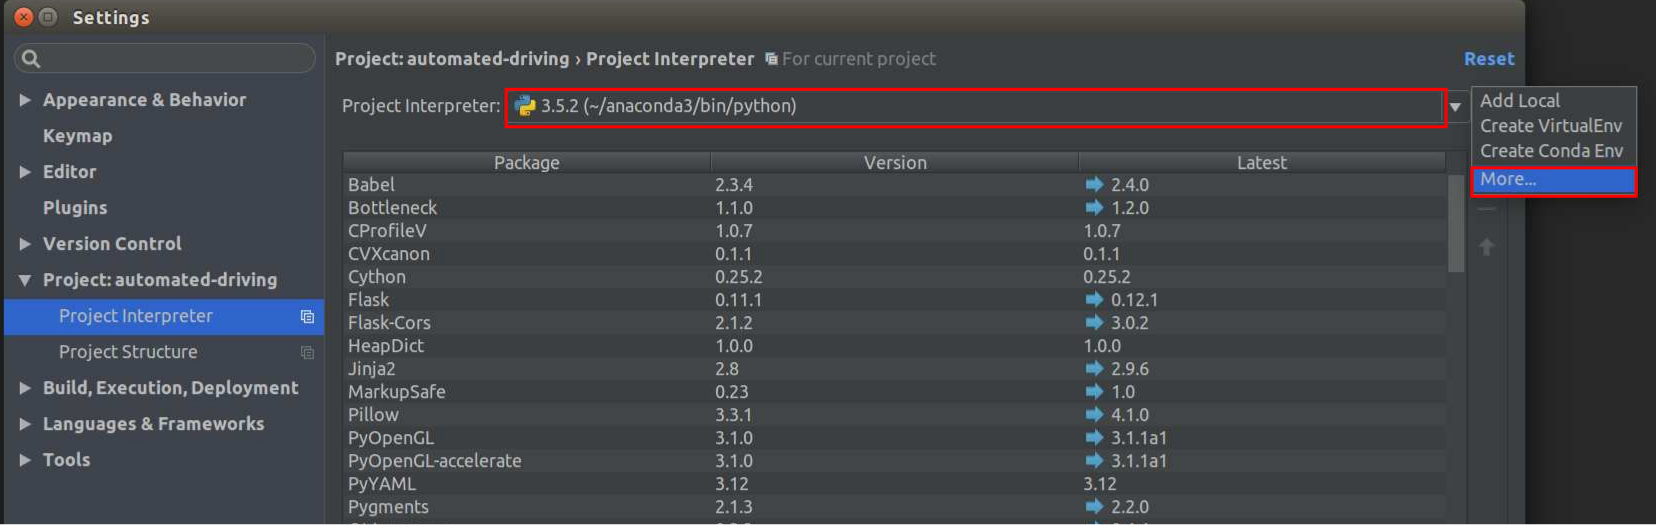 Settings
Project: automated-driving › Project Interpreter For current project Reset
Appearance & Behavior
Keymap
Editor
Plugins
Version Control
Project: automated-driving
Project Interpreter
Project Structure
Build, Execution, Deployment
Languages & Frameworks
Tools
Project Interpreter: 3.5.2 (~/anaconda3/bin/python)
Add Local
Create VirtualEnv
Create Conda Env
More...
Package Version Latest
Babel 2.3.4 2.4.0
Bottleneck 1.1.0 1.2.0
CProfileV 1.0.7 1.0.7
CVXcanon 0.1.1 0.1.1
Cython 0.25.2 0.25.2
Flask 0.11.1 0.12.1
Flask-Cors 2.1.2 3.0.2
HeapDict 1.0.0 1.0.0
Jinja2 2.8 2.9.6
MarkupSafe 0.23 1.0
Pillow 3.3.1 4.1.0
PyOpenGL 3.1.0 3.1.1a1
PyOpenGL-accelerate 3.1.0 3.1.1a1
PyYAML 3.12 3.12
Pygments 2.1.3 2.2.0